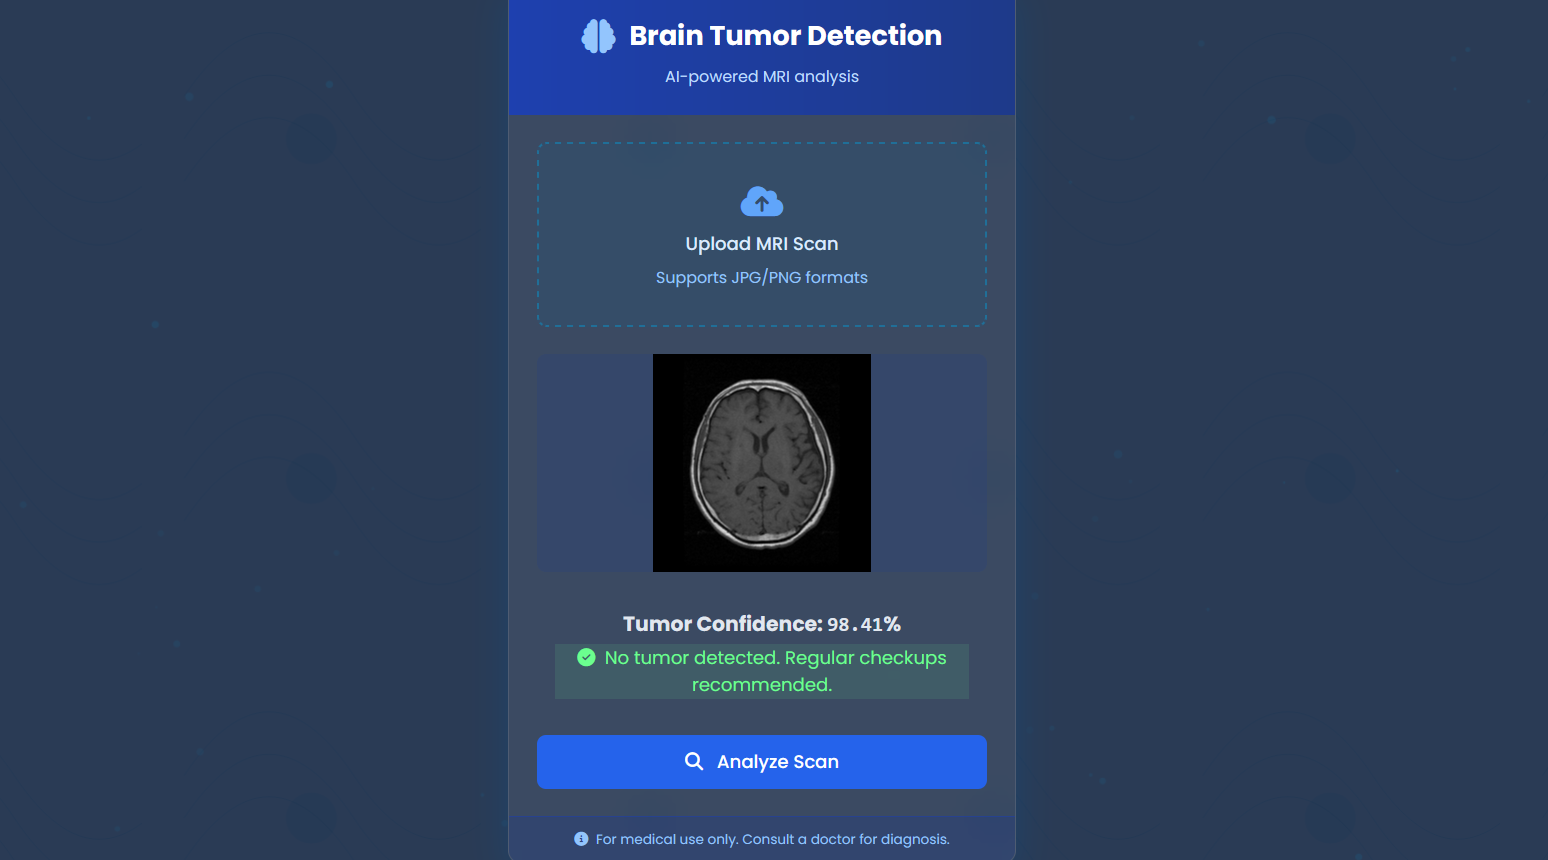 Brain Tumor Detection
AI-powered MRI analysis
Upload MRI Scan
Supports JPG/PNG formats
Tumor Confidence: 98.41%
No tumor detected. Regular checkups
recommended.
Analyze Scan
For medical use only. Consult a doctor for diagnosis.